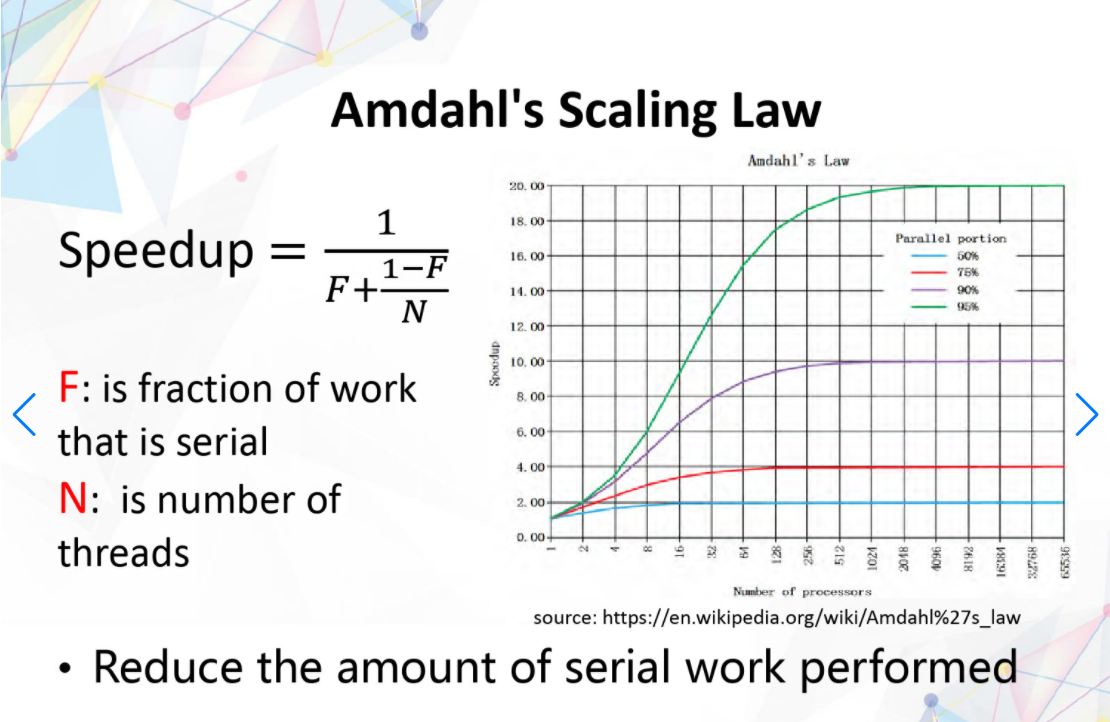 Amdahl's Scaling Law
Speedup = 1 / (F + (1−F)/N)
F: is fraction of work
that is serial
N: is number of
threads
Amdahl's Law
20.00
18.00
16.00
14.00
12.00
10.00
8.00
6.00
4.00
2.00
0.00
Speedup
Parallel portion
50%
75%
90%
95%
1 2 4 8 16 32 64 128 256 512 1024 2048 4096 8192 16384 32768 65536
Number of processors
source: https://en.wikipedia.org/wiki/Amdahl%27s_law
• Reduce the amount of serial work performed